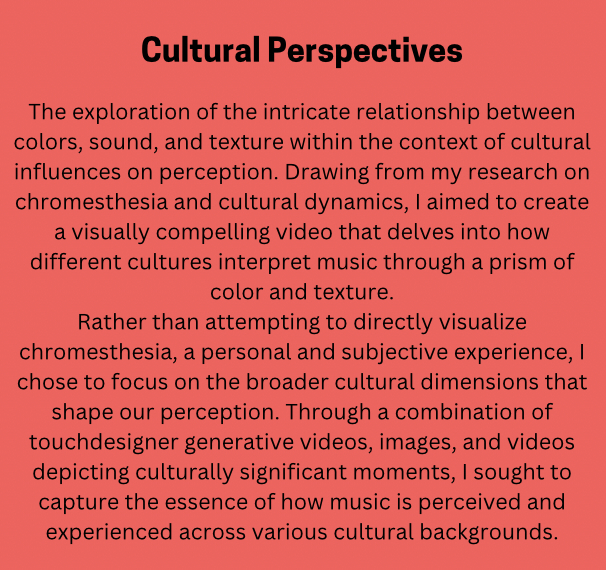 Cultural Perspectives
The exploration of the intricate relationship between
colors, sound, and texture within the context of cultural
influences on perception. Drawing from my research on
chromesthesia and cultural dynamics, I aimed to create
a visually compelling video that delves into how
different cultures interpret music through a prism of
color and texture.
Rather than attempting to directly visualize
chromesthesia, a personal and subjective experience, I
chose to focus on the broader cultural dimensions that
shape our perception. Through a combination of
touchdesigner generative videos, images, and videos
depicting culturally significant moments, I sought to
capture the essence of how music is perceived and
experienced across various cultural backgrounds.